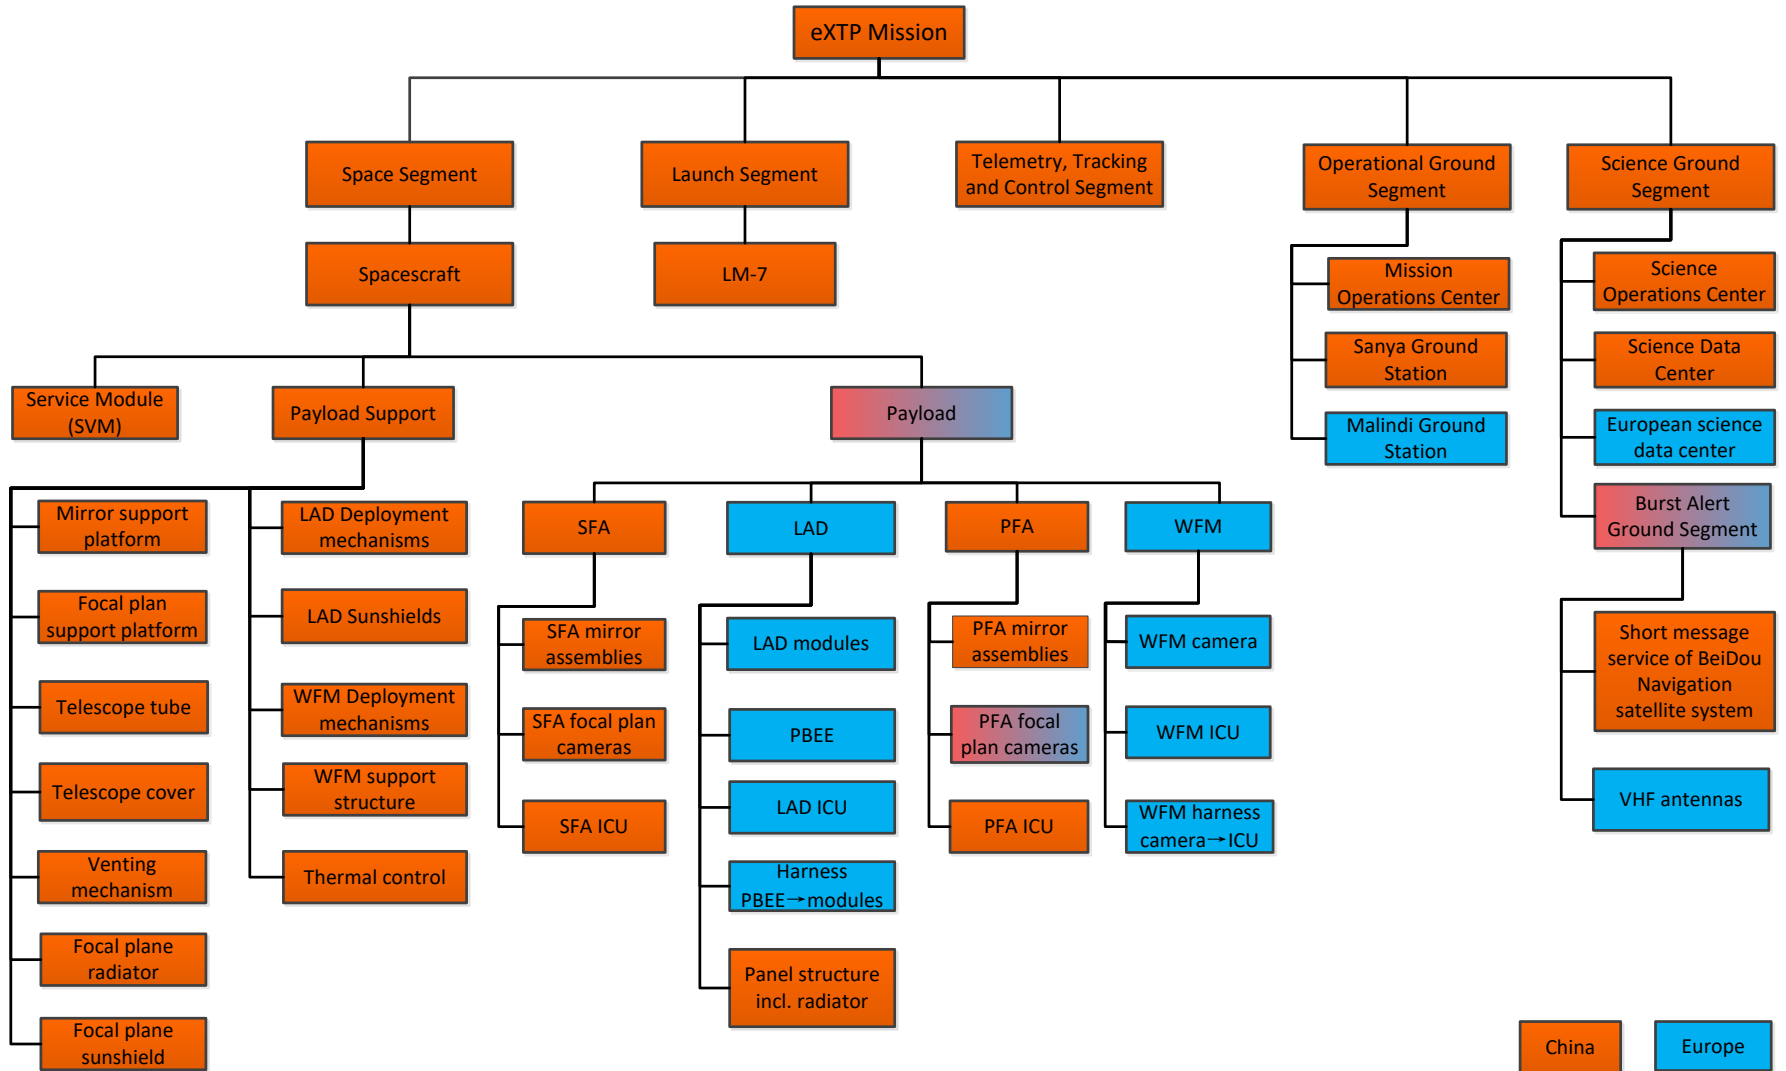 eXTP Mission
Space Segment
Launch Segment
Telemetry, Tracking
and Control Segment
Operational Ground
Segment
Science Ground
Segment
Spacescraft
LM-7
Mission
Operations Center
Sanya Ground
Station
Malindi Ground
Station
Science
Operations Center
Science Data
Center
European science
data center
Burst Alert
Ground Segment
Short message
service of BeiDou
Navigation
satellite system
VHF antennas
Service Module
(SVM)
Payload Support
Payload
Mirror support
platform
Focal plan
support platform
Telescope tube
Telescope cover
Venting
mechanism
Focal plane
radiator
Focal plane
sunshield
LAD Deployment
mechanisms
LAD Sunshields
WFM Deployment
mechanisms
WFM support
structure
Thermal control
SFA
SFA mirror
assemblies
SFA focal plan
cameras
SFA ICU
LAD
LAD modules
PBEE
LAD ICU
Harness
PBEE→modules
Panel structure
incl. radiator
PFA
PFA mirror
assemblies
PFA focal
plan cameras
PFA ICU
WFM
WFM camera
WFM ICU
WFM harness
camera→ICU
China
Europe